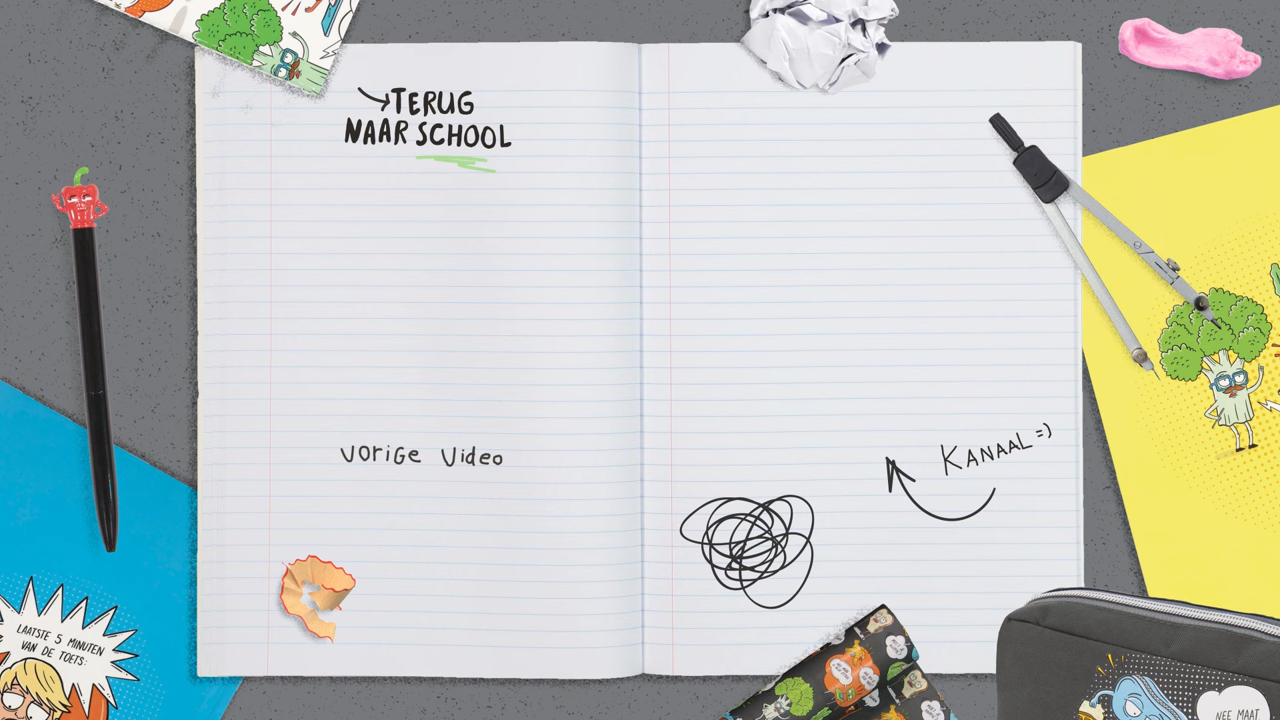 TERUG
NAAR SCHOOL
Vorige Video
KANAAL =)
LAATSTE 5 MINUTEN
VAN DE TOETS:
NEE MAAT